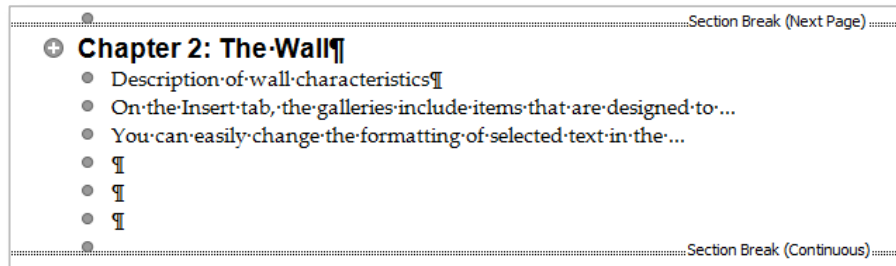 Section Break (Next Page)
Chapter 2: The·Wall¶
Description·of·wall·characteristics¶
On·the·Insert·tab,·the·galleries·include·items·that·are·designed·to·...
You·can·easily·change·the·formatting·of·selected·text·in·the·...
¶
¶
¶
Section Break (Continuous)